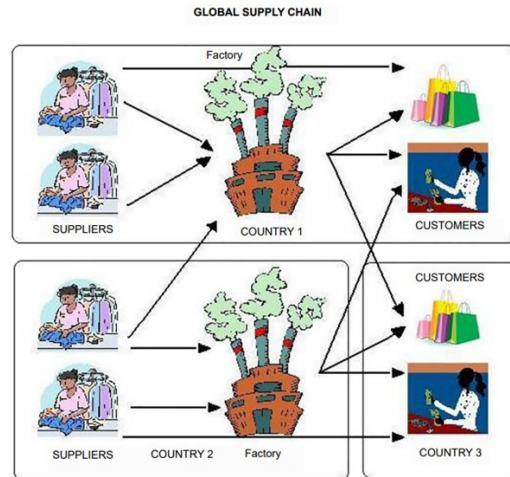 GLOBAL SUPPLY CHAIN
Factory
SUPPLIERS COUNTRY 1 CUSTOMERS
CUSTOMERS
SUPPLIERS COUNTRY 2 Factory COUNTRY 3